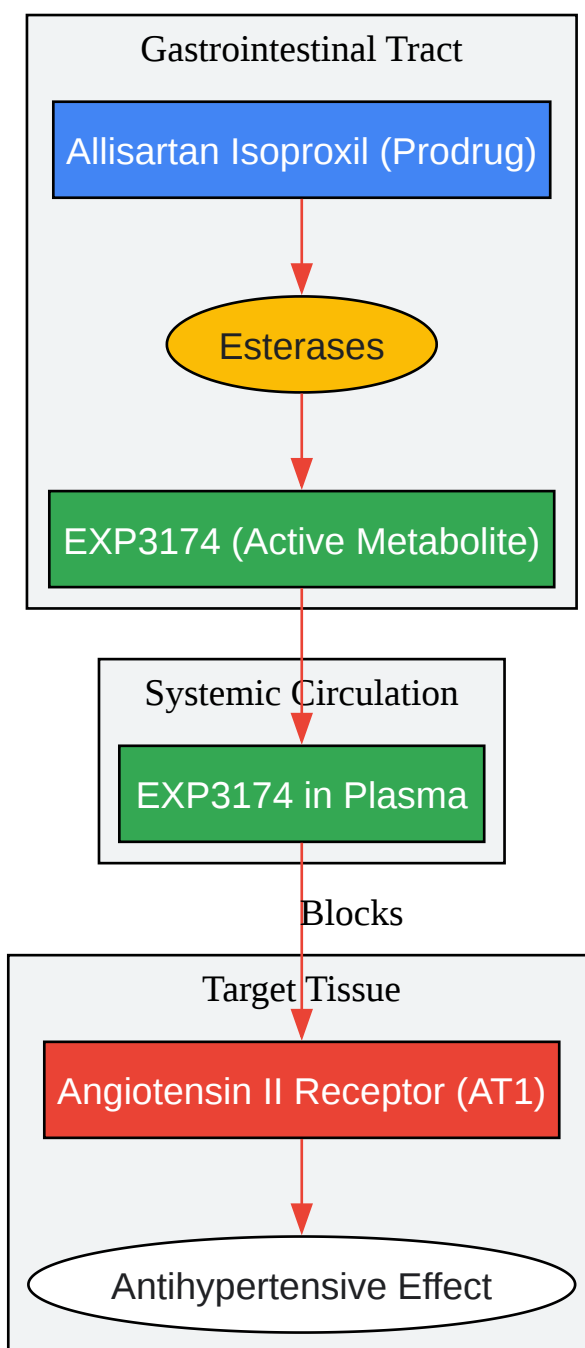 Gastrointestinal Tract
Allisartan Isoproxil (Prodrug)
Esterases
EXP3174 (Active Metabolite)
Systemic Circulation
EXP3174 in Plasma
Blocks
Target Tissue
Angiotensin II Receptor (AT1)
Antihypertensive Effect